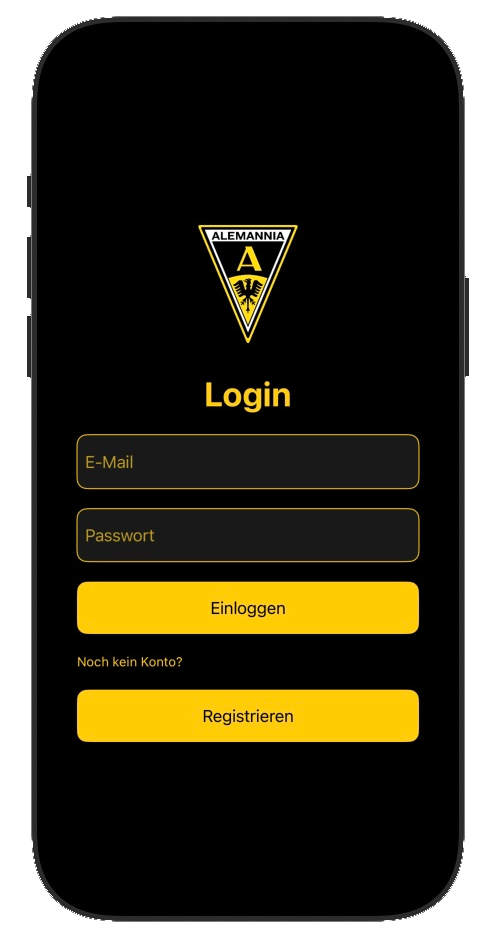 ALEMANNIA
A
Login
E-Mail
Passwort
Einloggen
Noch kein Konto?
Registrieren